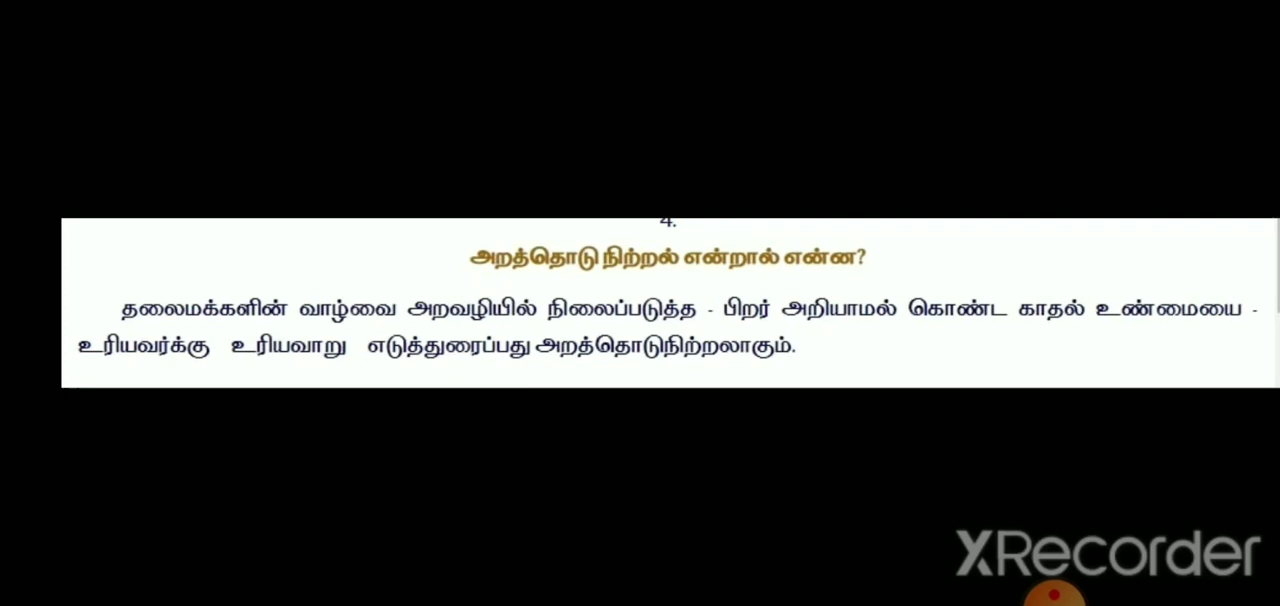 4.
அறத்தொடு நிற்றல் என்றால் என்ன?
தலைமக்களின் வாழ்வை அறவழியில் நிலைப்படுத்த - பிறர் அறியாமல் கொண்ட காதல் உண்மையை -
உரியவர்க்கு உரியவாறு எடுத்துரைப்பது அறத்தொடுநிற்றலாகும்.
XRecorder